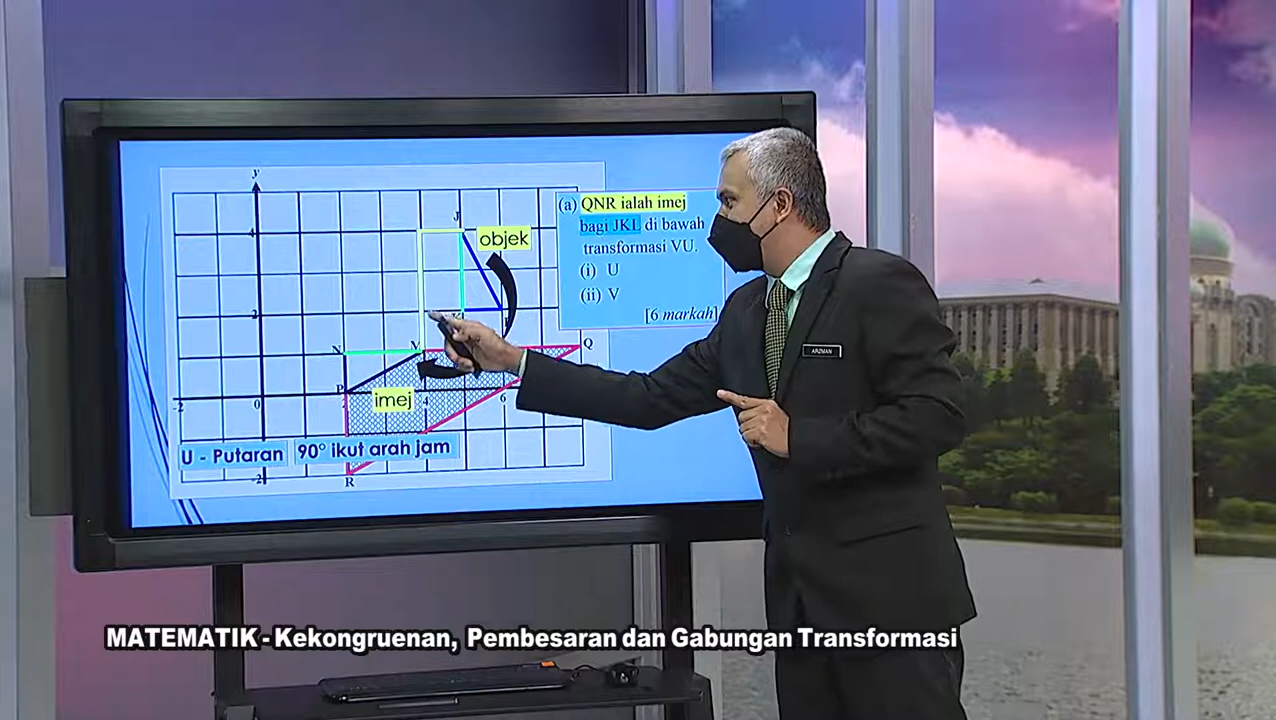 y
J
4
objek
(a) QNR ialah imej
bagi JKL di bawah
transformasi VU.
(i) U
(ii) V
[6 markah]
2
K
N
M
Q
P
imej
-2
0
2
4
6
U - Putaran 90° ikut arah jam
-2
R
ARZMAN
MATEMATIK - Kekongruenan, Pembesaran dan Gabungan Transformasi